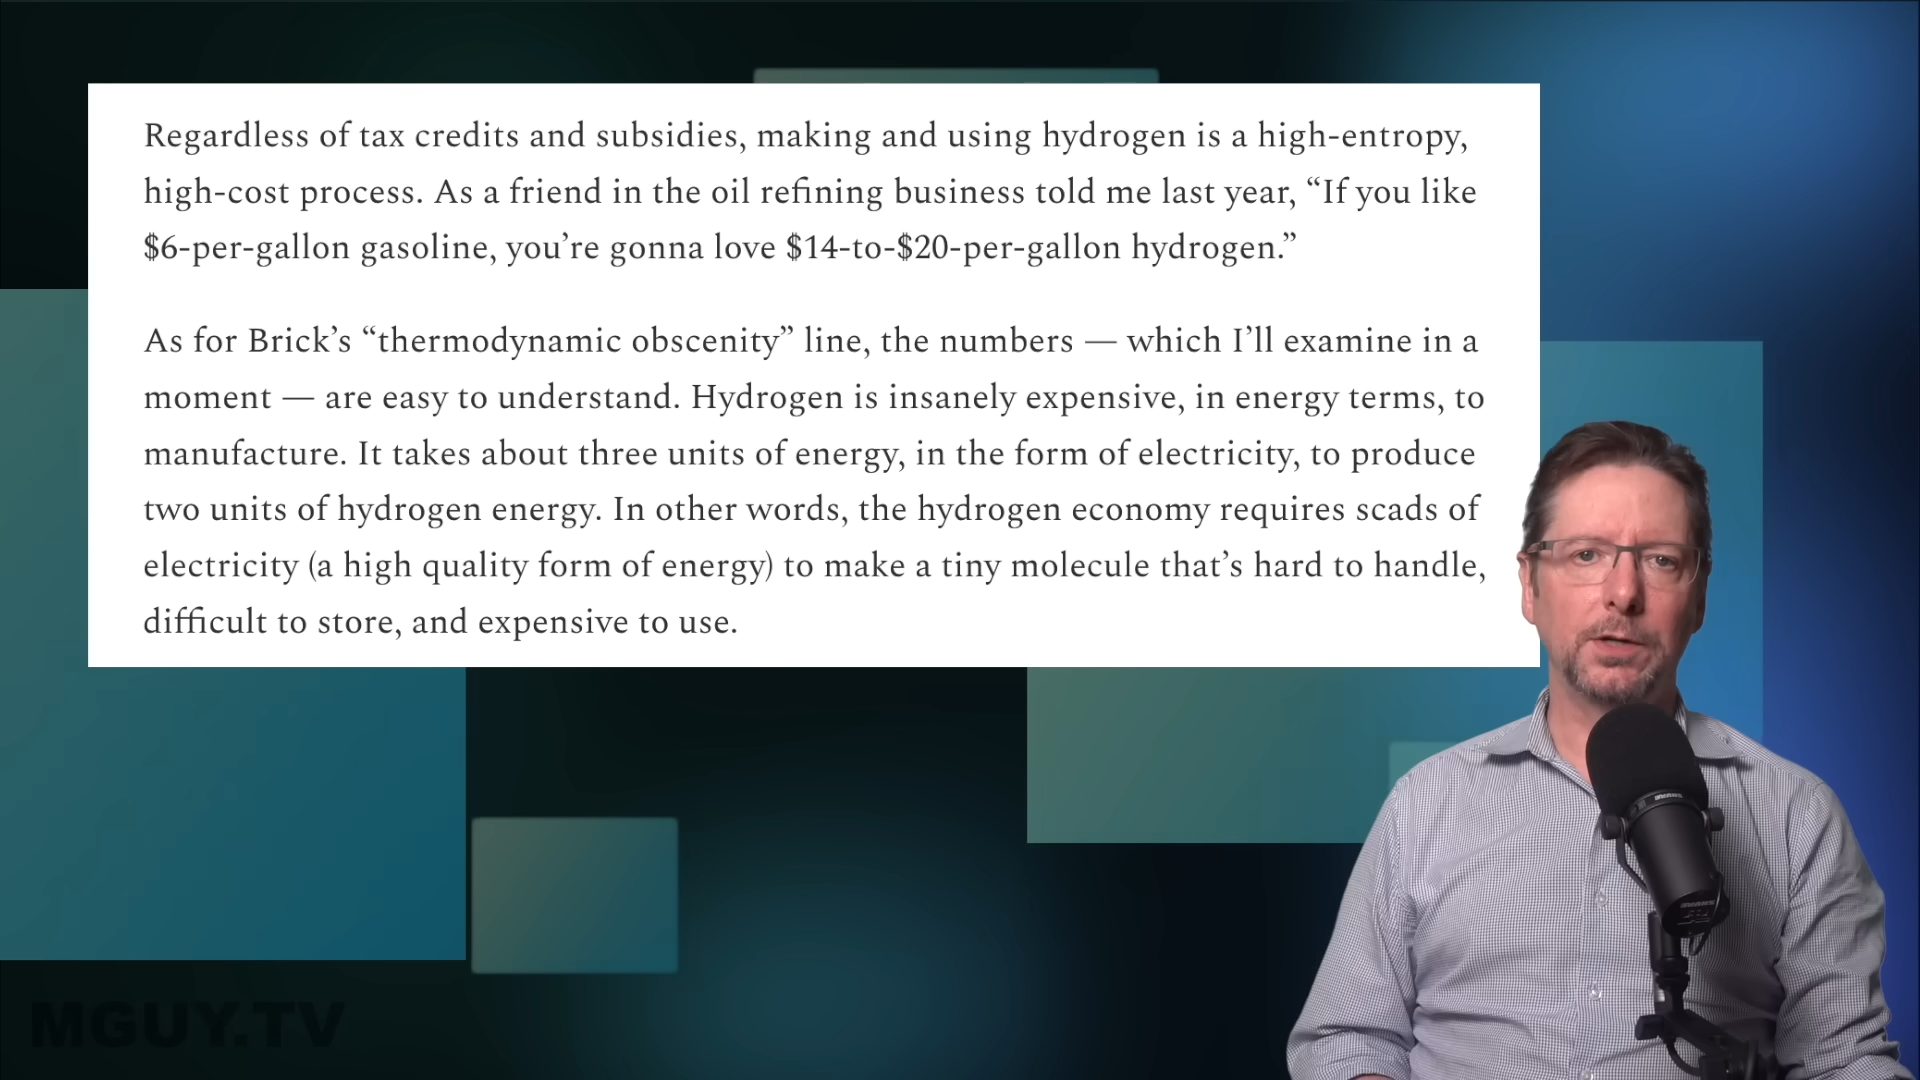 Regardless of tax credits and subsidies, making and using hydrogen is a high-entropy,
high-cost process. As a friend in the oil refining business told me last year, “If you like
$6-per-gallon gasoline, you’re gonna love $14-to-$20-per-gallon hydrogen.”
As for Brick’s “thermodynamic obscenity” line, the numbers — which I’ll examine in a
moment — are easy to understand. Hydrogen is insanely expensive, in energy terms, to
manufacture. It takes about three units of energy, in the form of electricity, to produce
two units of hydrogen energy. In other words, the hydrogen economy requires scads of
electricity (a high quality form of energy) to make a tiny molecule that’s hard to handle,
difficult to store, and expensive to use.
MGUY.TV